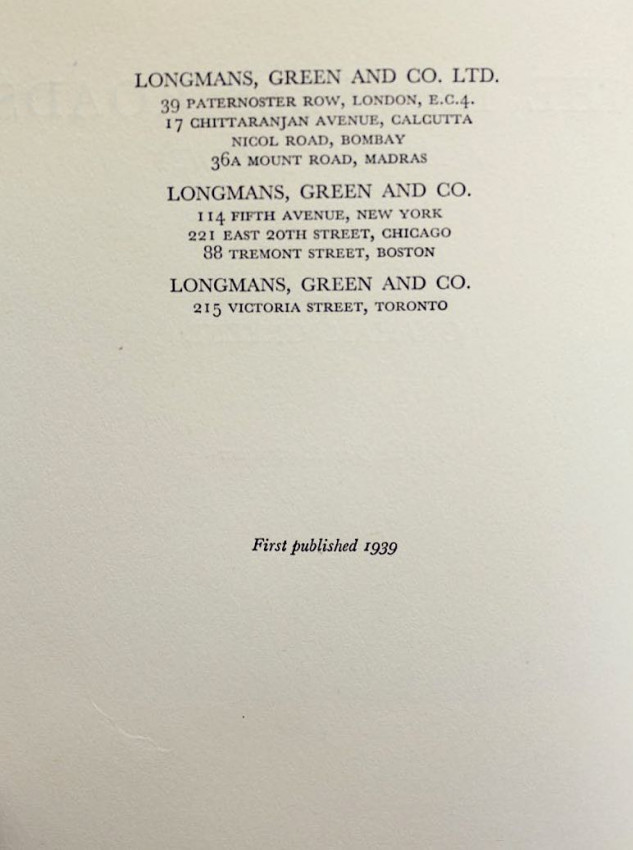 LONGMANS, GREEN AND CO. LTD.
39 PATERNOSTER ROW, LONDON, E.C.4.
17 CHITTARANJAN AVENUE, CALCUTTA
NICOL ROAD, BOMBAY
36A MOUNT ROAD, MADRAS
LONGMANS, GREEN AND CO.
114 FIFTH AVENUE, NEW YORK
221 EAST 20TH STREET, CHICAGO
88 TREMONT STREET, BOSTON
LONGMANS, GREEN AND CO.
215 VICTORIA STREET, TORONTO
First published 1939